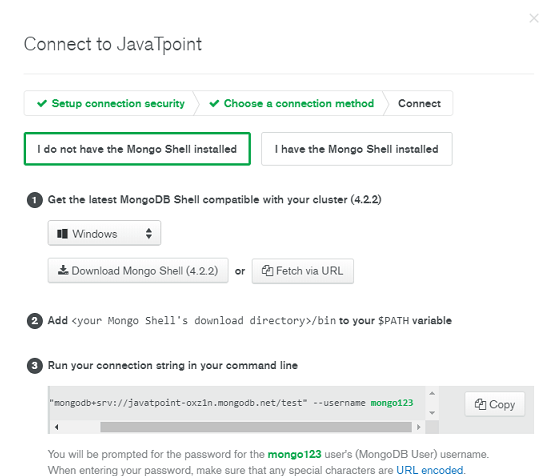 Connect to JavaTpoint
Setup connection security
Choose a connection method
Connect
I do not have the Mongo Shell installed
I have the Mongo Shell installed
1 Get the latest MongoDB Shell compatible with your cluster (4.2.2)
Windows
Download Mongo Shell (4.2.2) or Fetch via URL
2 Add <your Mongo Shell's download directory>/bin to your $PATH variable
3 Run your connection string in your command line
"mongodb+srv://javatpoint-oxz1n.mongodb.net/test" --username mongo123
Copy
You will be prompted for the password for the mongo123 user's (MongoDB User) username.
When entering your password, make sure that any special characters are URL encoded.